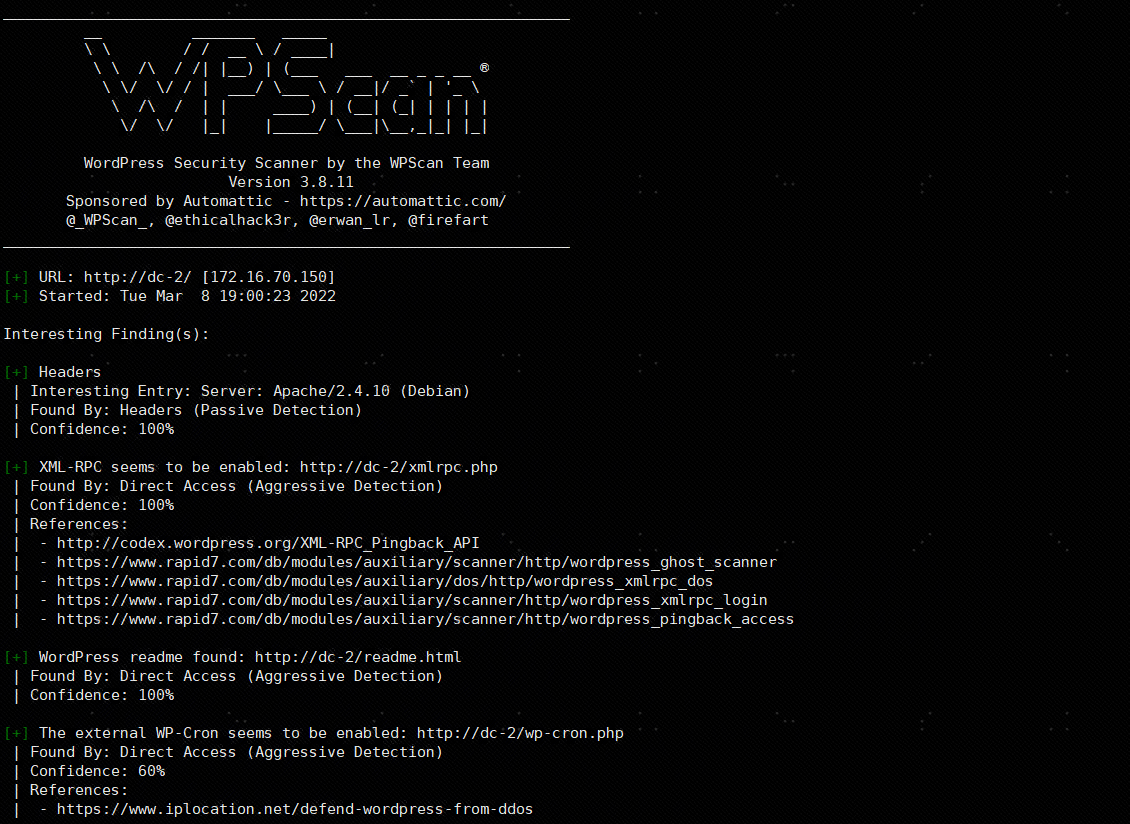 WPScan ®
WordPress Security Scanner by the WPScan Team
Version 3.8.11
Sponsored by Automattic - https://automattic.com/
@_WPScan_, @ethicalhack3r, @erwan_lr, @firefart
[+] URL: http://dc-2/ [172.16.70.150]
[+] Started: Tue Mar  8 19:00:23 2022
Interesting Finding(s):
[+] Headers
| Interesting Entry: Server: Apache/2.4.10 (Debian)
| Found By: Headers (Passive Detection)
| Confidence: 100%
[+] XML-RPC seems to be enabled: http://dc-2/xmlrpc.php
| Found By: Direct Access (Aggressive Detection)
| Confidence: 100%
| References:
|  - http://codex.wordpress.org/XML-RPC_Pingback_API
|  - https://www.rapid7.com/db/modules/auxiliary/scanner/http/wordpress_ghost_scanner
|  - https://www.rapid7.com/db/modules/auxiliary/dos/http/wordpress_xmlrpc_dos
|  - https://www.rapid7.com/db/modules/auxiliary/scanner/http/wordpress_xmlrpc_login
|  - https://www.rapid7.com/db/modules/auxiliary/scanner/http/wordpress_pingback_access
[+] WordPress readme found: http://dc-2/readme.html
| Found By: Direct Access (Aggressive Detection)
| Confidence: 100%
[+] The external WP-Cron seems to be enabled: http://dc-2/wp-cron.php
| Found By: Direct Access (Aggressive Detection)
| Confidence: 60%
| References:
|  - https://www.iplocation.net/defend-wordpress-from-ddos